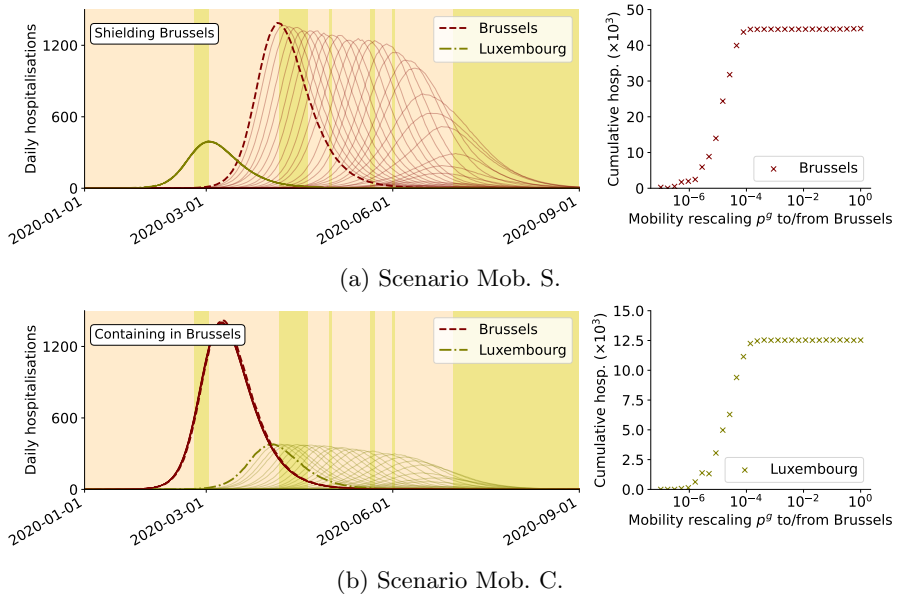 Daily hospitalisations
1200
600
0
Shielding Brussels
Brussels
Luxembourg
2020-01-01
2020-03-01
2020-06-01
2020-09-01
Cumulative hosp. (×10³)
50
40
30
20
10
0
Brussels
10⁻⁶
10⁻⁴
10⁻²
10⁰
Mobility rescaling pᵍ to/from Brussels
(a) Scenario Mob. S.
Daily hospitalisations
1200
600
0
Containing in Brussels
Brussels
Luxembourg
2020-01-01
2020-03-01
2020-06-01
2020-09-01
Cumulative hosp. (×10³)
15.0
12.5
10.0
7.5
5.0
2.5
0.0
Luxembourg
10⁻⁶
10⁻⁴
10⁻²
10⁰
Mobility rescaling pᵍ to/from Brussels
(b) Scenario Mob. C.